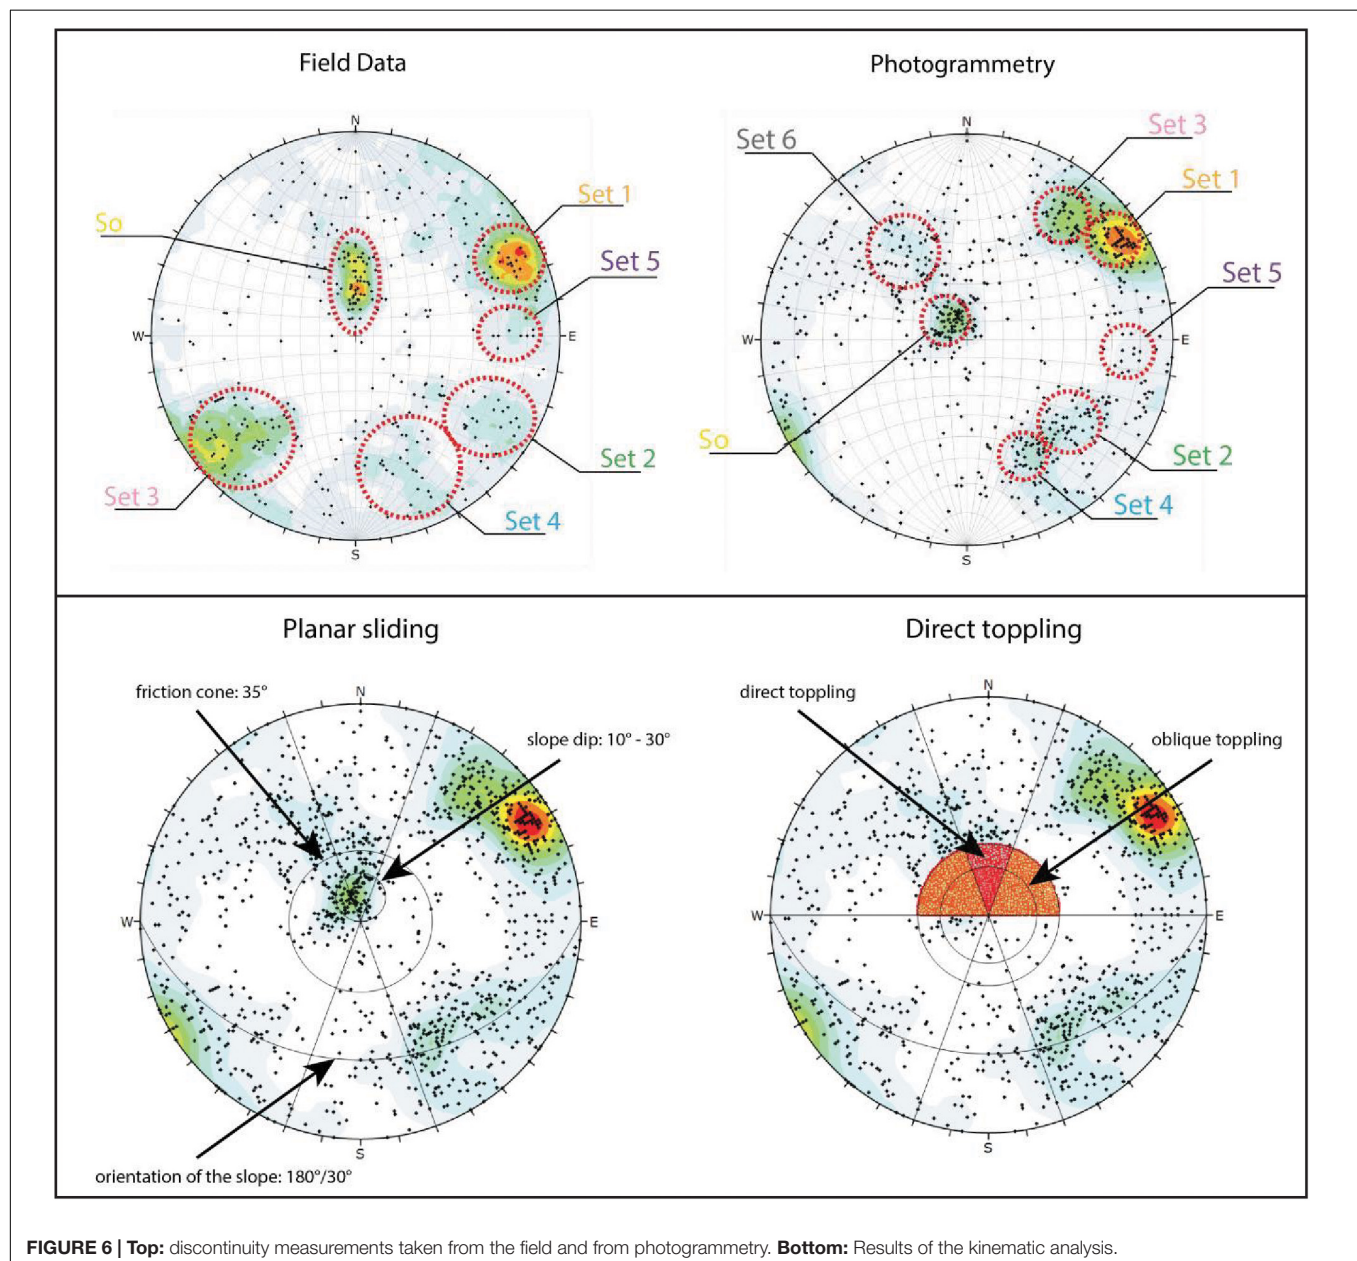 Field Data
Photogrammetry
N
W
E
S
So
Set 1
Set 5
Set 2
Set 4
Set 3
N
W
E
S
Set 6
Set 3
Set 1
Set 5
Set 2
Set 4
So
Planar sliding
Direct toppling
friction cone: 35°
slope dip: 10° - 30°
orientation of the slope: 180°/30°
N
W
E
S
direct toppling
oblique toppling
N
W
E
S
FIGURE 6 | Top: discontinuity measurements taken from the field and from photogrammetry. Bottom: Results of the kinematic analysis.